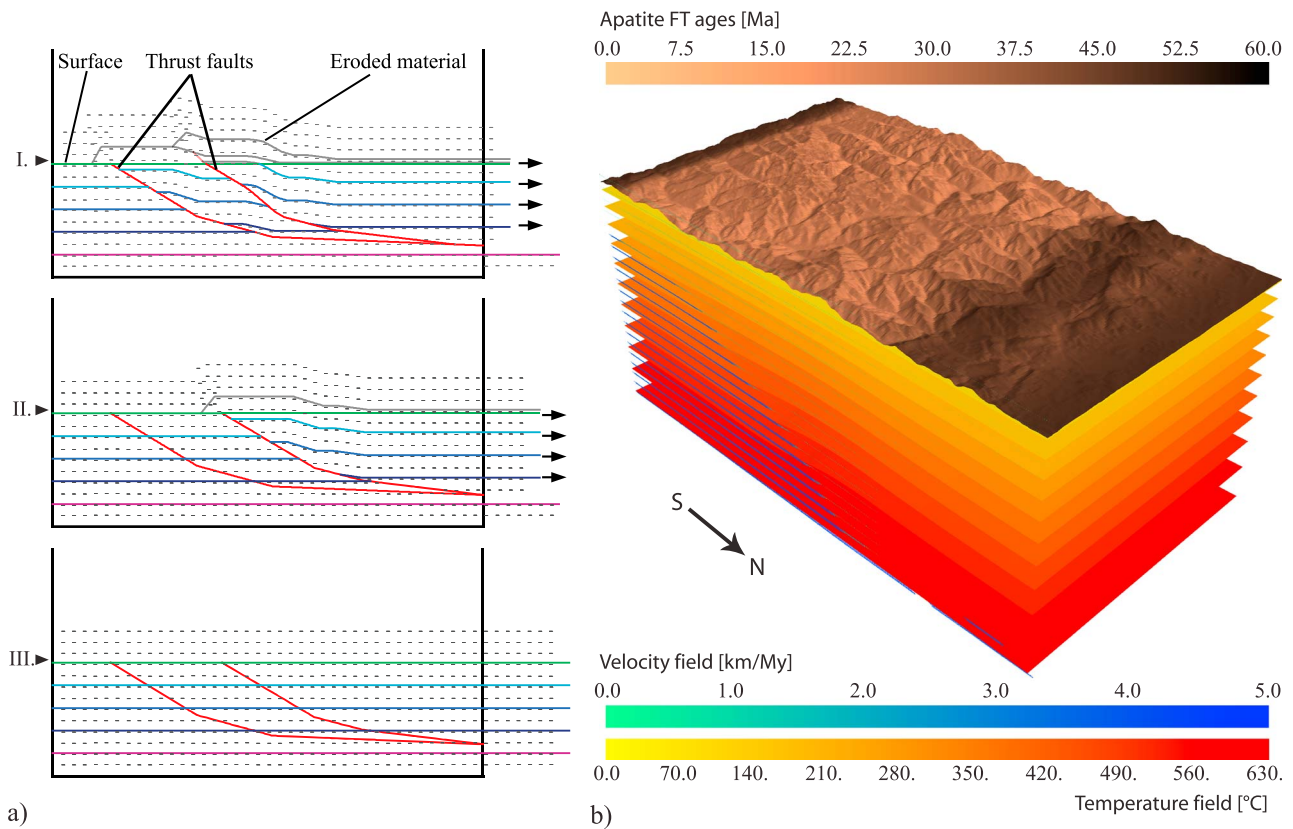 Surface
Thrust faults
Eroded material
I.
II.
III.
a)
Apatite FT ages [Ma]
0.0 7.5 15.0 22.5 30.0 37.5 45.0 52.5 60.0
S
N
Velocity field [km/My]
0.0 1.0 2.0 3.0 4.0 5.0
0.0 70.0 140. 210. 280. 350. 420. 490. 560. 630.
Temperature field [°C]
b)